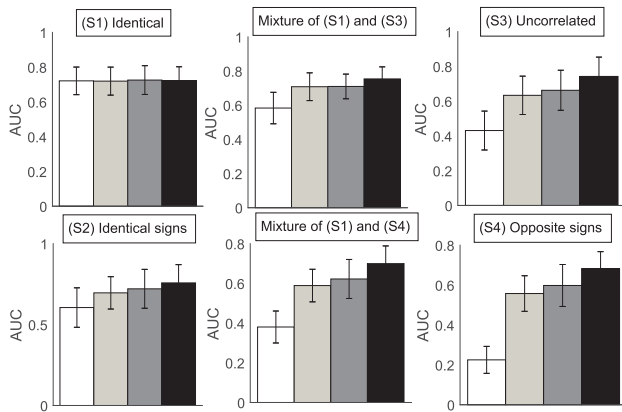 (S1) Identical
AUC
1
0.8
0.6
0.4
0.2
0
Mixture of (S1) and (S3)
AUC
1
0.8
0.6
0.4
0.2
0
(S3) Uncorrelated
AUC
1
0.8
0.6
0.4
0.2
0
(S2) Identical signs
AUC
1
0.5
0
Mixture of (S1) and (S4)
AUC
0.8
0.6
0.4
0.2
0
(S4) Opposite signs
AUC
0.8
0.6
0.4
0.2
0